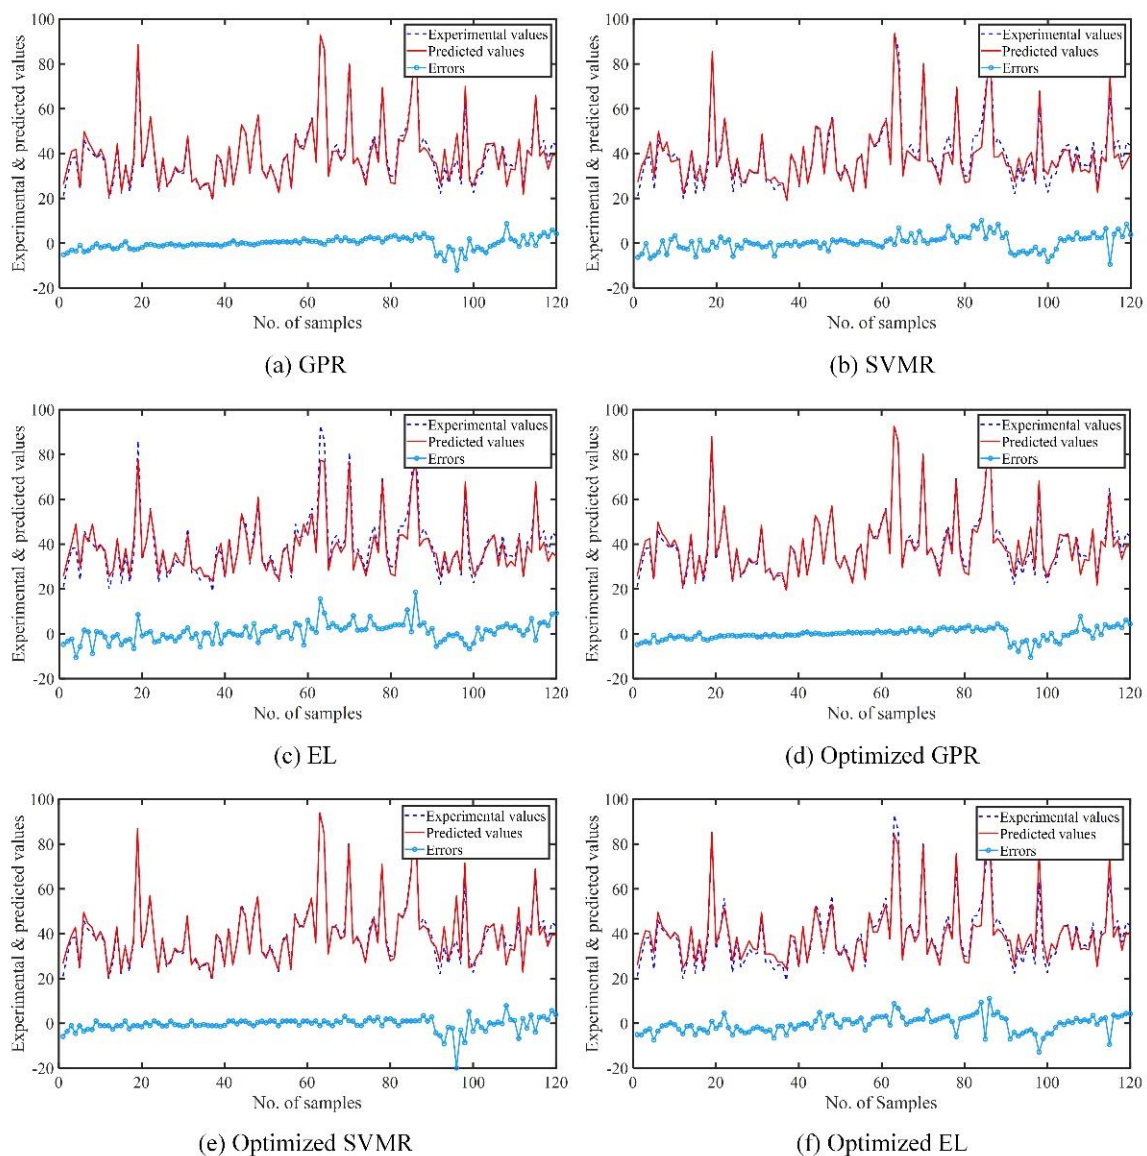 100
80
60
40
20
0
-20
Experimental & predicted values
Experimental values
Predicted values
Errors
0 20 40 60 80 100 120
No. of samples
(a) GPR
100
80
60
40
20
0
-20
Experimental & predicted values
Experimental values
Predicted values
Errors
0 20 40 60 80 100 120
No. of samples
(b) SVMR
100
80
60
40
20
0
-20
Experimental & predicted values
Experimental values
Predicted values
Errors
0 20 40 60 80 100 120
No. of samples
(c) EL
100
80
60
40
20
0
-20
Experimental & predicted values
Experimental values
Predicted values
Errors
0 20 40 60 80 100 120
No. of samples
(d) Optimized GPR
100
80
60
40
20
0
-20
Experimental & predicted values
Experimental values
Predicted values
Errors
0 20 40 60 80 100 120
No. of samples
(e) Optimized SVMR
100
80
60
40
20
0
-20
Experimental & predicted values
Experimental values
Predicted values
Errors
0 20 40 60 80 100 120
No. of Samples
(f) Optimized EL